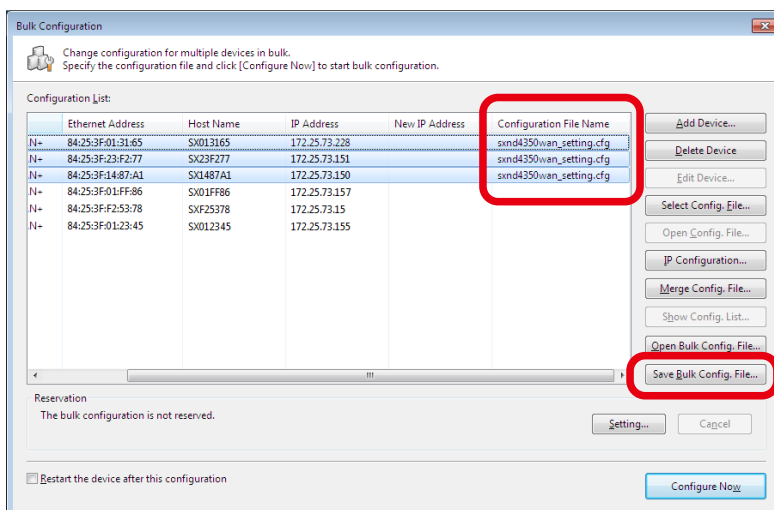 Bulk Configuration
Change configuration for multiple devices in bulk.
Specify the configuration file and click [Configure Now] to start bulk configuration.
Configuration List:
Ethernet Address Host Name IP Address New IP Address Configuration File Name
.N+ 84:25:3F:01:31:65 SX013165 172.25.73.228 sxnd4350wan_setting.cfg
.N+ 84:25:3F:23:F2:77 SX23F277 172.25.73.151 sxnd4350wan_setting.cfg
.N+ 84:25:3F:14:87:A1 SX1487A1 172.25.73.150 sxnd4350wan_setting.cfg
.N+ 84:25:3F:01:FF:86 SX01FF86 172.25.73.157
.N+ 84:25:3F:F2:53:78 SXF25378 172.25.73.15
.N+ 84:25:3F:01:23:45 SX012345 172.25.73.155
Add Device...
Delete Device
Edit Device...
Select Config. File...
Open Config. File...
IP Configuration...
Merge Config. File...
Show Config. List...
Open Bulk Config. File...
Save Bulk Config. File...
Reservation
The bulk configuration is not reserved.
Setting... Cancel
Restart the device after this configuration
Configure Now